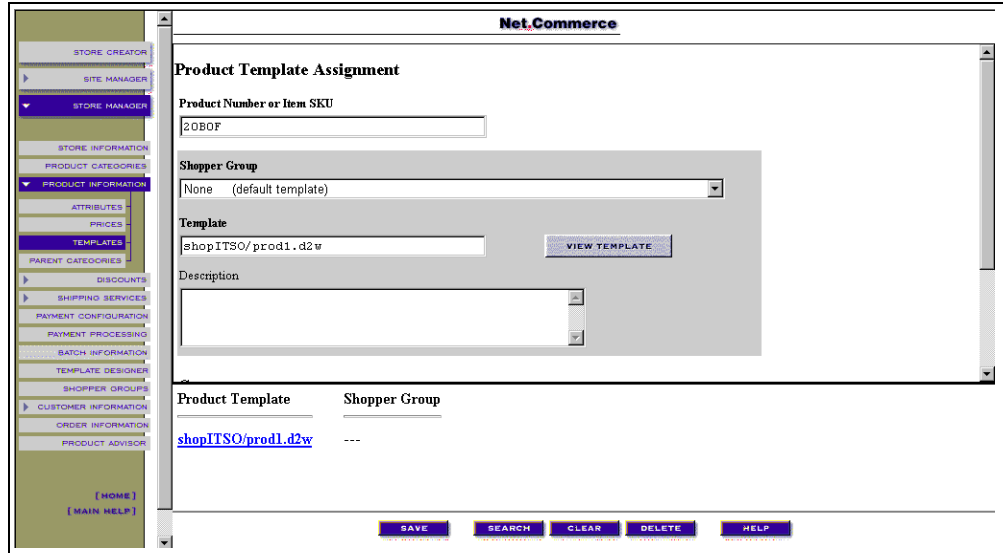 Net.Commerce
STORE CREATOR
SITE MANAGER
STORE MANAGER
STORE INFORMATION
PRODUCT CATEGORIES
PRODUCT INFORMATION
ATTRIBUTES
PRICES
TEMPLATES
PARENT CATEGORIES
DISCOUNTS
SHIPPING SERVICES
PAYMENT CONFIGURATION
PAYMENT PROCESSING
BATCH INFORMATION
TEMPLATE DESIGNER
SHOPPER GROUPS
CUSTOMER INFORMATION
ORDER INFORMATION
PRODUCT ADVISOR
[HOME]
[MAIN HELP]
Product Template Assignment
Product Number or Item SKU
20BOF
Shopper Group
None (default template)
Template
shopITSO/prod1.d2w
VIEW TEMPLATE
Description
Product Template Shopper Group
shopITSO/prod1.d2w ---
SAVE SEARCH CLEAR DELETE HELP